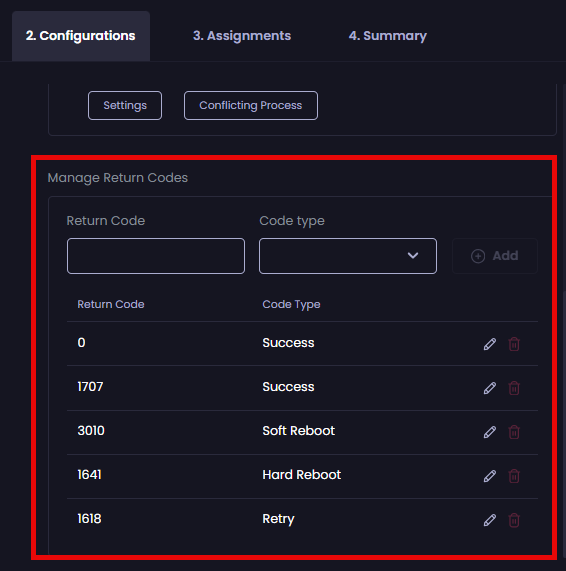 2. Configurations 3. Assignments 4. Summary
Settings Conflicting Process
Manage Return Codes
Return Code Code type
Add
Return Code Code Type
0 Success
1707 Success
3010 Soft Reboot
1641 Hard Reboot
1618 Retry